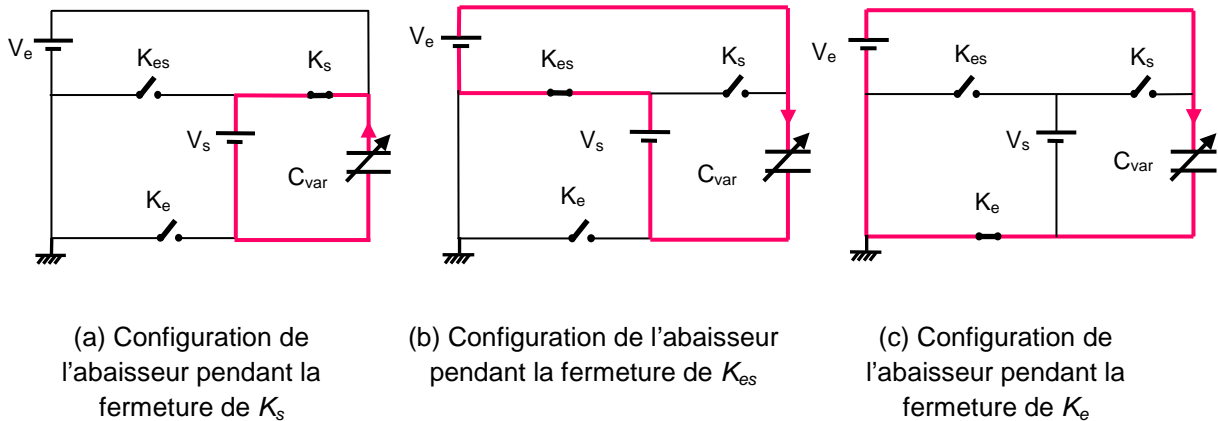 Ve
Kes
Ks
Vs
Cvar
Ke
(a) Configuration de
l'abaisseur pendant la
fermeture de Ks
Ve
Kes
Ks
Vs
Cvar
Ke
(b) Configuration de l'abaisseur
pendant la fermeture de Kes
Ve
Kes
Ks
Vs
Cvar
Ke
(c) Configuration de
l'abaisseur pendant la
fermeture de Ke